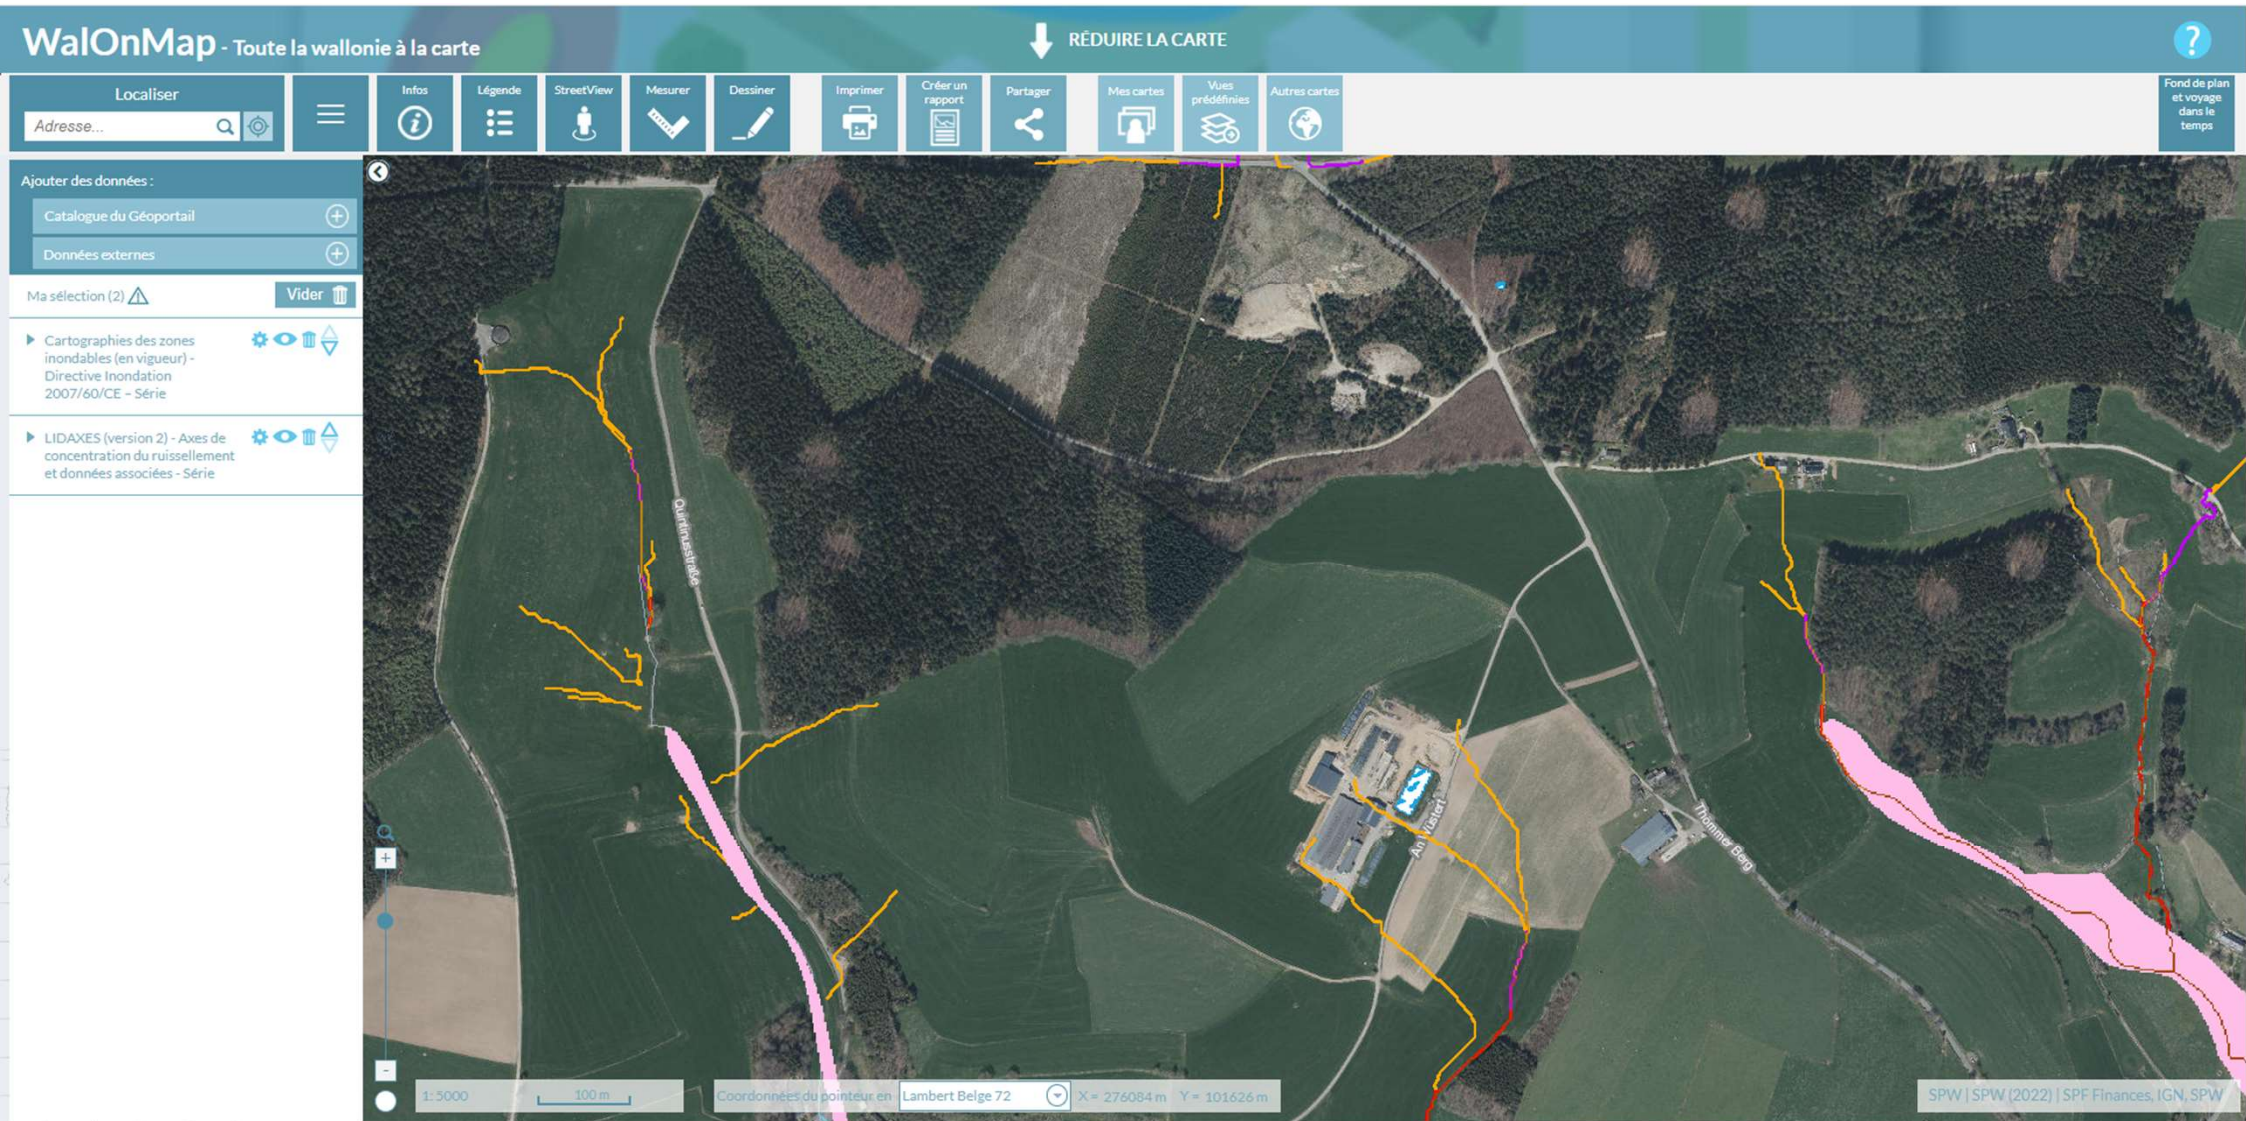 WalOnMap - Toute la wallonie à la carte
RÉDUIRE LA CARTE
?
Localiser
Adresse...
Infos
Légende
StreetView
Mesurer
Dessiner
Imprimer
Créer un
rapport
Partager
Mes cartes
Vues
prédéfinies
Autres cartes
Fond de plan
et voyage
dans le
temps
Ajouter des données :
Catalogue du Géoportail
Données externes
Ma sélection (2)
Vider
Cartographies des zones
inondables (en vigueur) -
Directive Inondation
2007/60/CE – Série
LIDAXES (version 2) - Axes de
concentration du ruissellement
et données associées - Série
Quintinusstraße
An Wüstert
Thommer Berg
+
-
1: 5000
100 m
Coordonnées du pointeur en
Lambert Belge 72
X = 276084 m Y = 101626 m
SPW | SPW (2022) | SPF Finances, IGN, SPW